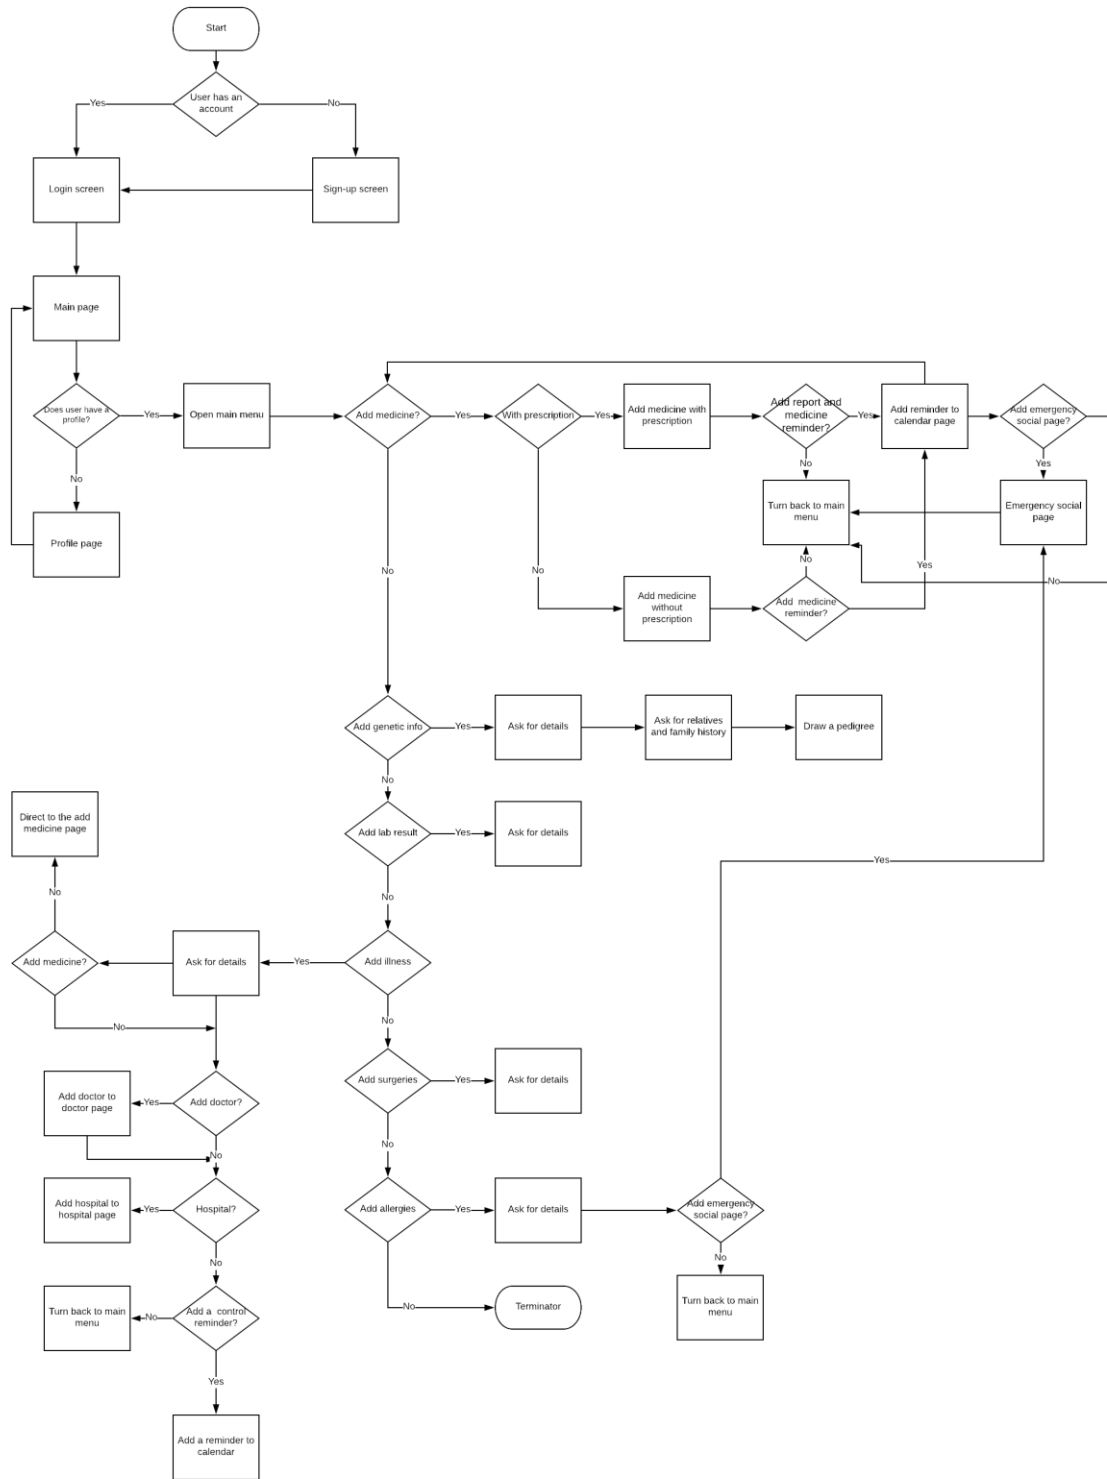 Start
User has an
account
Yes
No
Login screen
Sign-up screen
Main page
Does user have a
profile?
Yes
Open main menu
Add medicine?
Yes
With prescription
Yes
Add medicine with
prescription
Add report and
medicine
reminder?
Yes
Add reminder to
calendar page
Add emergency
social page?
No
Yes
No
Turn back to main
menu
Emergency social
page
Profile page
No
No
No
Yes
No
Add medicine
without
prescription
Add  medicine
reminder?
Add genetic info
Yes
Ask for details
Ask for relatives
and family history
Draw a pedigree
No
Direct to the add
medicine page
Add lab result
Yes
Ask for details
Yes
No
No
Add medicine?
Ask for details
Yes
Add illness
No
No
Add surgeries
Yes
Ask for details
Add doctor to
doctor page
Yes
Add doctor?
No
No
Add hospital to
hospital page
Yes
Hospital?
Add allergies
Yes
Ask for details
Add emergency
social page?
No
No
Turn back to main
menu
No
Add a  control
reminder?
No
Terminator
Turn back to main
menu
Yes
Add a reminder to
calendar